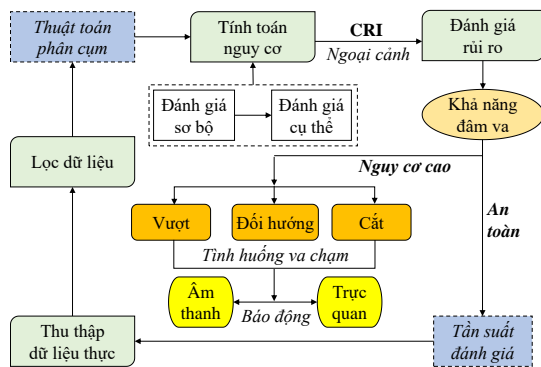 Thuật toán
phân cụm
Tính toán
nguy cơ
CRI
Ngoại cảnh
Đánh giá
rủi ro
Đánh giá
sơ bộ
Đánh giá
cụ thể
Khả năng
đâm va
Lọc dữ liệu
Nguy cơ cao
An
toàn
Vượt
Đối hướng
Cắt
Tình huống va chạm
Âm
thanh
Báo động
Trực
quan
Thu thập
dữ liệu thực
Tần suất
đánh giá